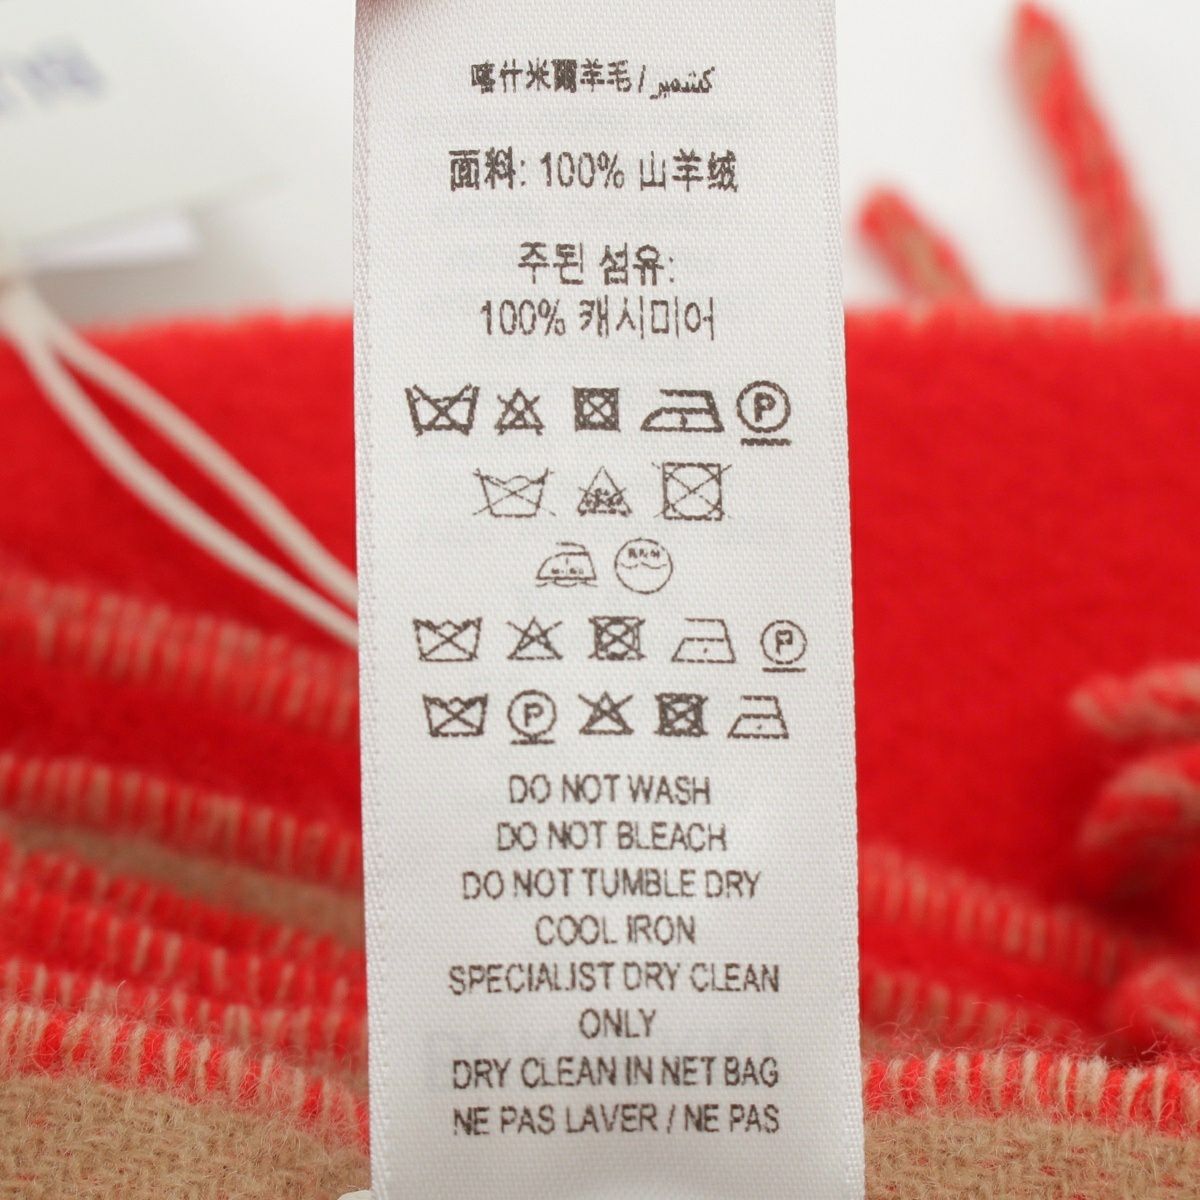 喀什米爾羊毛 / كشمير
面料: 100% 山羊绒
주된 섬유:
100% 캐시미어
P
P
P
DO NOT WASH
DO NOT BLEACH
DO NOT TUMBLE DRY
COOL IRON
SPECIALIST DRY CLEAN
ONLY
DRY CLEAN IN NET BAG
NE PAS LAVER / NE PAS